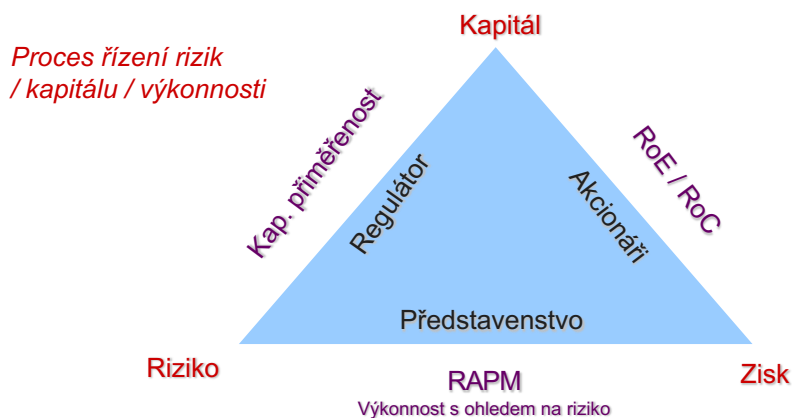 Kapitál
Proces řízení rizik
/ kapitálu / výkonnosti
Kap. přiměřenost
Regulátor
Akcionáři
RoE / RoC
Představenstvo
Riziko
RAPM
Zisk
Výkonnost s ohledem na riziko